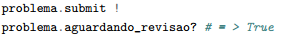 problema.submit !
problema.aguardando_revisao? # = > True